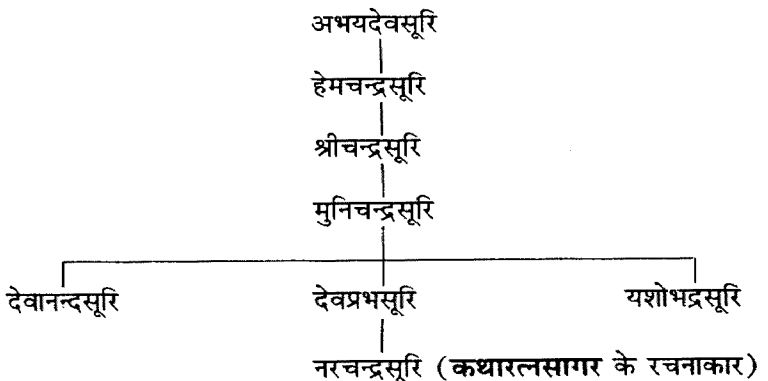 अभयदेवसूरि
हेमचन्द्रसूरि
श्रीचन्द्रसूरि
मुनिचन्द्रसूरि
देवानन्दसूरि देवप्रभसूरि यशोभद्रसूरि
नरचन्द्रसूरि (कथारत्नसागर के रचनाकार)